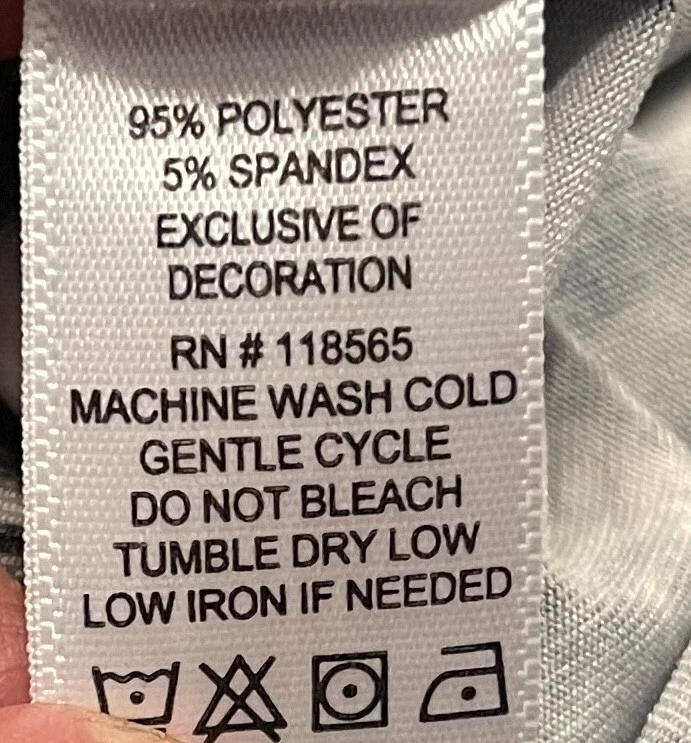 95% POLYESTER
5% SPANDEX
EXCLUSIVE OF
DECORATION
RN # 118565
MACHINE WASH COLD
GENTLE CYCLE
DO NOT BLEACH
TUMBLE DRY LOW
LOW IRON IF NEEDED